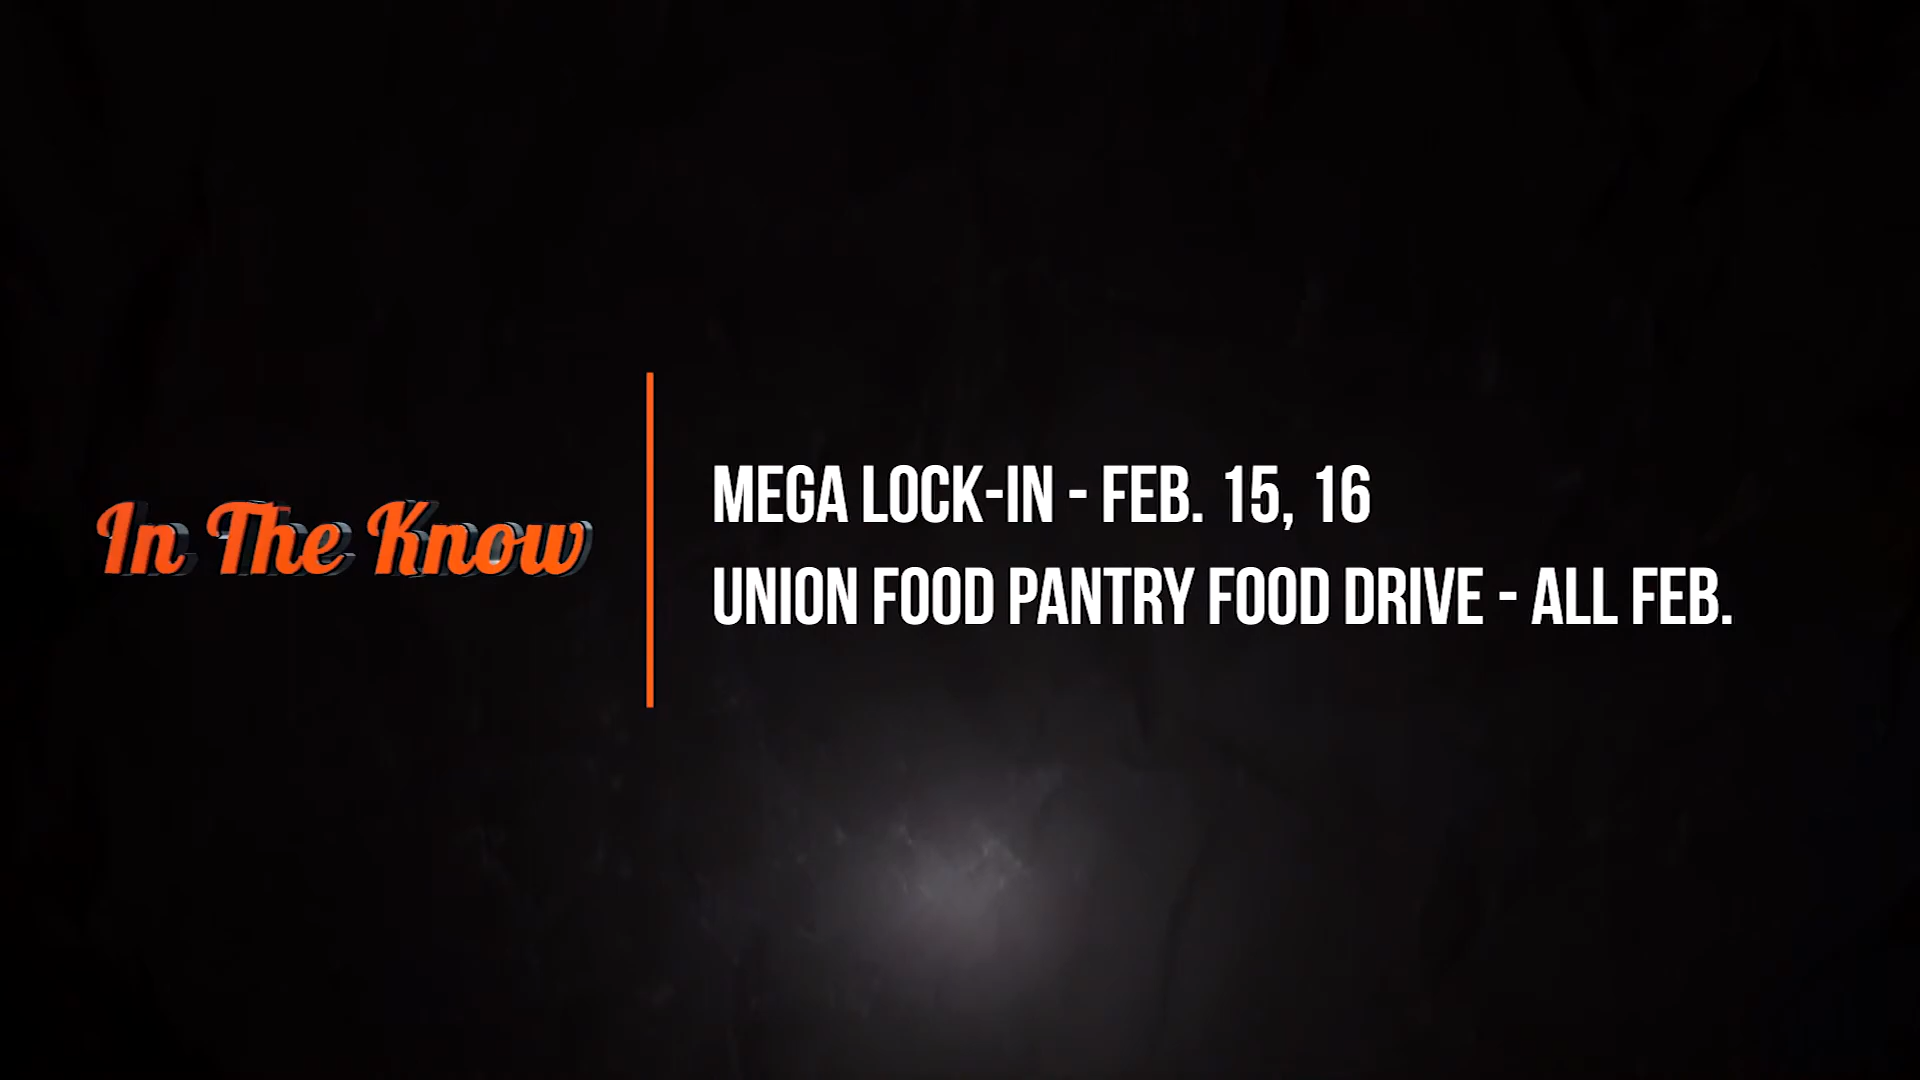 In The Know
MEGA LOCK-IN - FEB. 15, 16
UNION FOOD PANTRY FOOD DRIVE - ALL FEB.